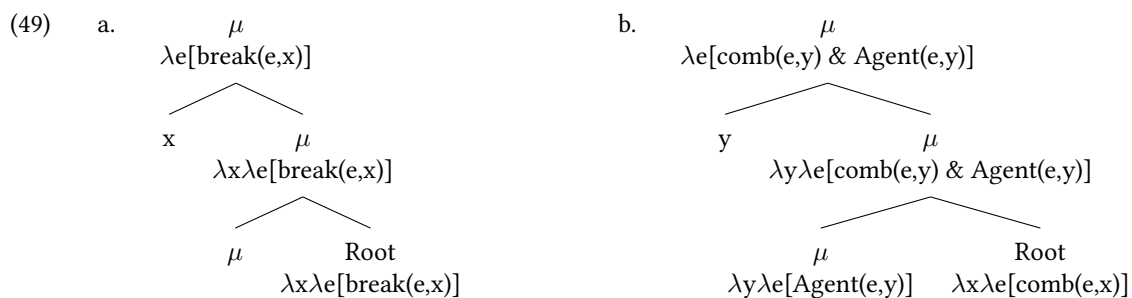 (49) a. μ b. μ
λe[break(e,x)] λe[comb(e,y) & Agent(e,y)]
x μ y μ
λxλe[break(e,x)] λyλe[comb(e,y) & Agent(e,y)]
μ Root μ Root
λxλe[break(e,x)] λyλe[Agent(e,y)] λxλe[comb(e,x)]